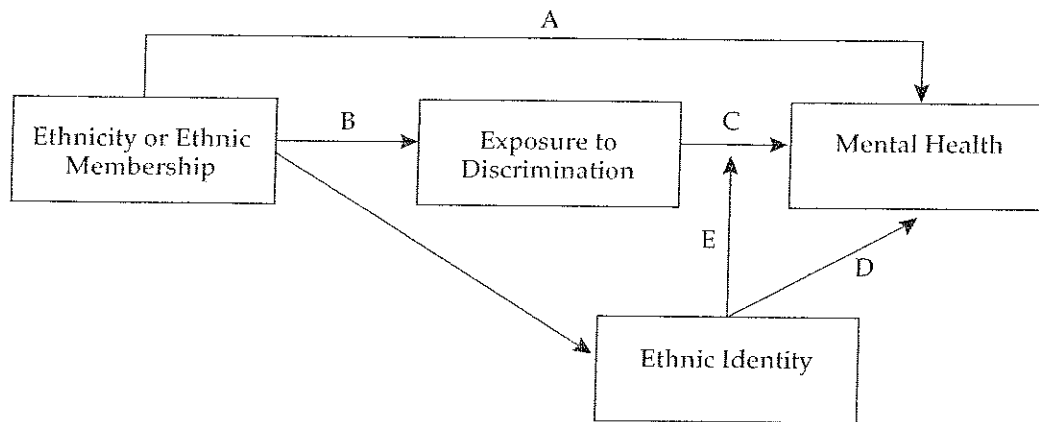 A
Ethnicity or Ethnic
Membership
B
Exposure to
Discrimination
C
Mental Health
E
D
Ethnic Identity